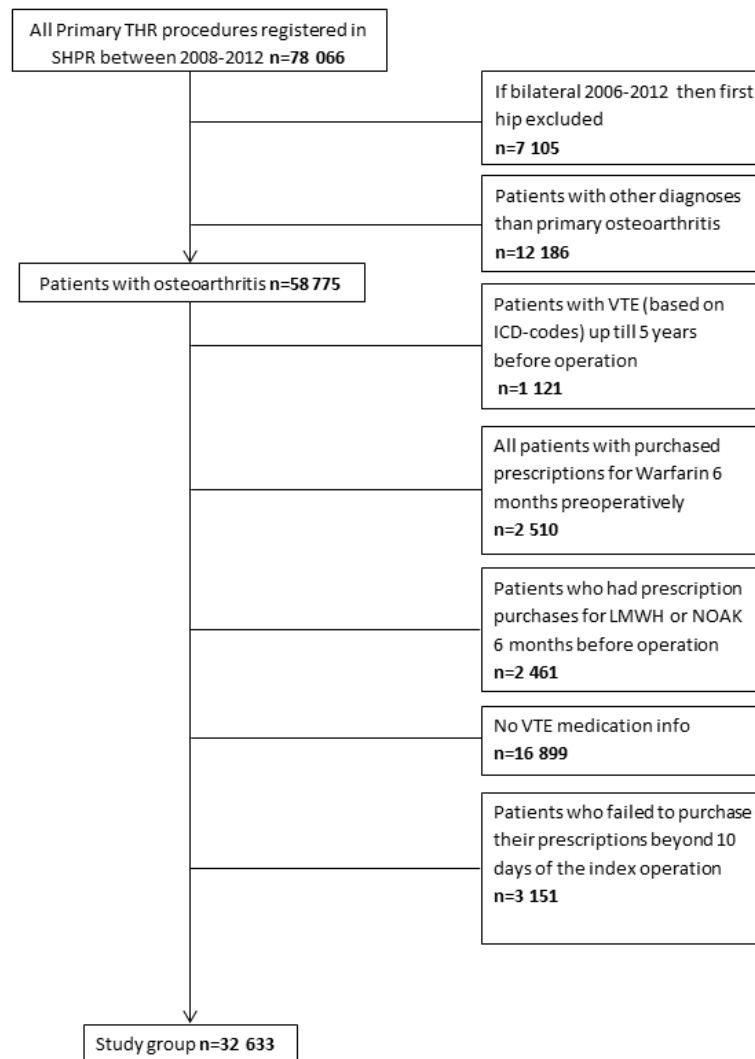 All Primary THR procedures registered in
SHPR between 2008-2012 n=78 066
If bilateral 2006-2012 then first
hip excluded
n=7 105
Patients with other diagnoses
than primary osteoarthritis
n=12 186
Patients with osteoarthritis n=58 775
Patients with VTE (based on
ICD-codes) up till 5 years
before operation
n=1 121
All patients with purchased
prescriptions for Warfarin 6
months preoperatively
n=2 510
Patients who had prescription
purchases for LMWH or NOAK
6 months before operation
n=2 461
No VTE medication info
n=16 899
Patients who failed to purchase
their prescriptions beyond 10
days of the index operation
n=3 151
Study group n=32 633